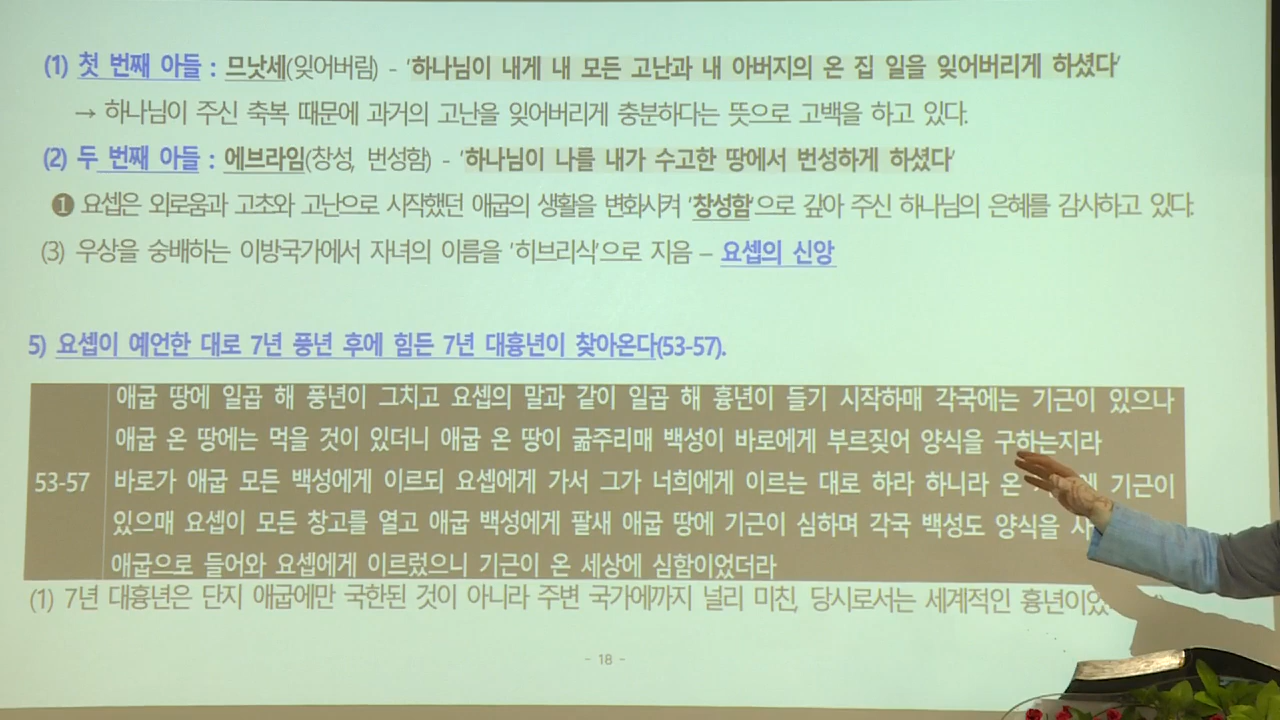 (1) 첫 번째 아들 : 므낫세(잊어버림) - '하나님이 내게 내 모든 고난과 내 아버지의 온 집 일을 잊어버리게 하셨다'
→ 하나님이 주신 축복 때문에 과거의 고난을 잊어버리게 충분하다는 뜻으로 고백을 하고 있다.
(2) 두 번째 아들 : 에브라임(창성, 번성함) - '하나님이 나를 내가 수고한 땅에서 번성하게 하셨다'
❶ 요셉은 외로움과 고초와 고난으로 시작했던 애굽의 생활을 변화시켜 '창성함'으로 갚아 주신 하나님의 은혜를 감사하고 있다.
(3) 우상을 숭배하는 이방국가에서 자녀의 이름을 '히브리식'으로 지음 – 요셉의 신앙
5) 요셉이 예언한 대로 7년 풍년 후에 힘든 7년 대흉년이 찾아온다(53-57).
53-57
애굽 땅에 일곱 해 풍년이 그치고 요셉의 말과 같이 일곱 해 흉년이 들기 시작하매 각국에는 기근이 있으나
애굽 온 땅에는 먹을 것이 있더니 애굽 온 땅이 굶주리매 백성이 바로에게 부르짖어 양식을 구하는지라
바로가 애굽 모든 백성에게 이르되 요셉에게 가서 그가 너희에게 이르는 대로 하라 하니라 온 기근이
있으매 요셉이 모든 창고를 열고 애굽 백성에게 팔새 애굽 땅에 기근이 심하며 각국 백성도 양식을
애굽으로 들어와 요셉에게 이르렀으니 기근이 온 세상에 심함이었더라
(1) 7년 대흉년은 단지 애굽에만 국한된 것이 아니라 주변 국가에까지 널리 미친, 당시로서는 세계적인
- 18 -